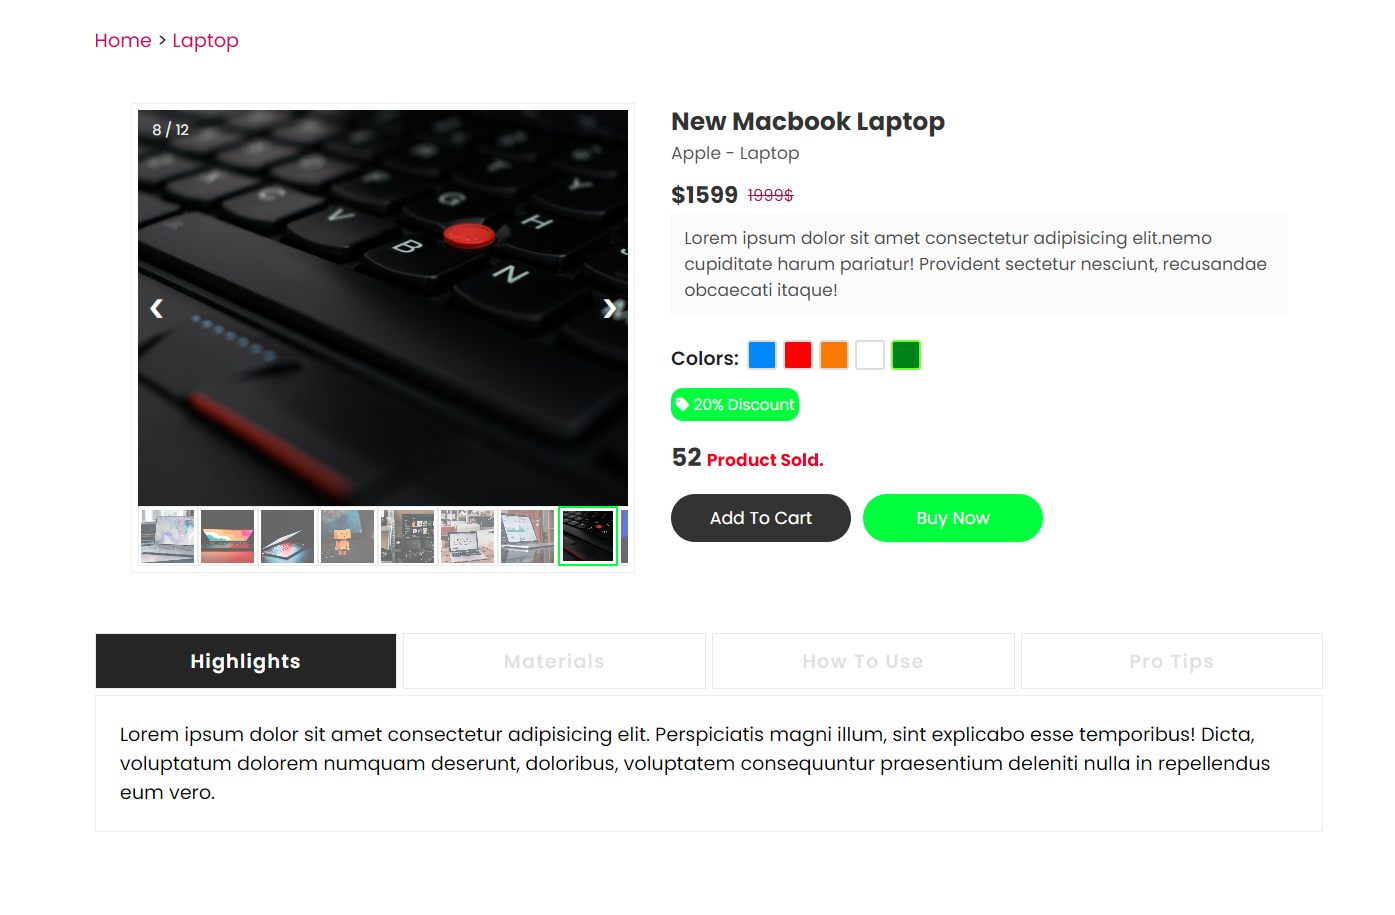 Home > Laptop
8 / 12
G
H
Y
F
C
V
B
N
❮
❯
New Macbook Laptop
Apple - Laptop
$1599 1999$
Lorem ipsum dolor sit amet consectetur adipisicing elit.nemo
cupiditate harum pariatur! Provident sectetur nesciunt, recusandae
obcaecati itaque!
Colors:
20% Discount
52 Product Sold.
Add To Cart
Buy Now
Highlights
Materials
How To Use
Pro Tips
Lorem ipsum dolor sit amet consectetur adipisicing elit. Perspiciatis magni illum, sint explicabo esse temporibus! Dicta,
voluptatum dolorem numquam deserunt, doloribus, voluptatem consequuntur praesentium deleniti nulla in repellendus
eum vero.